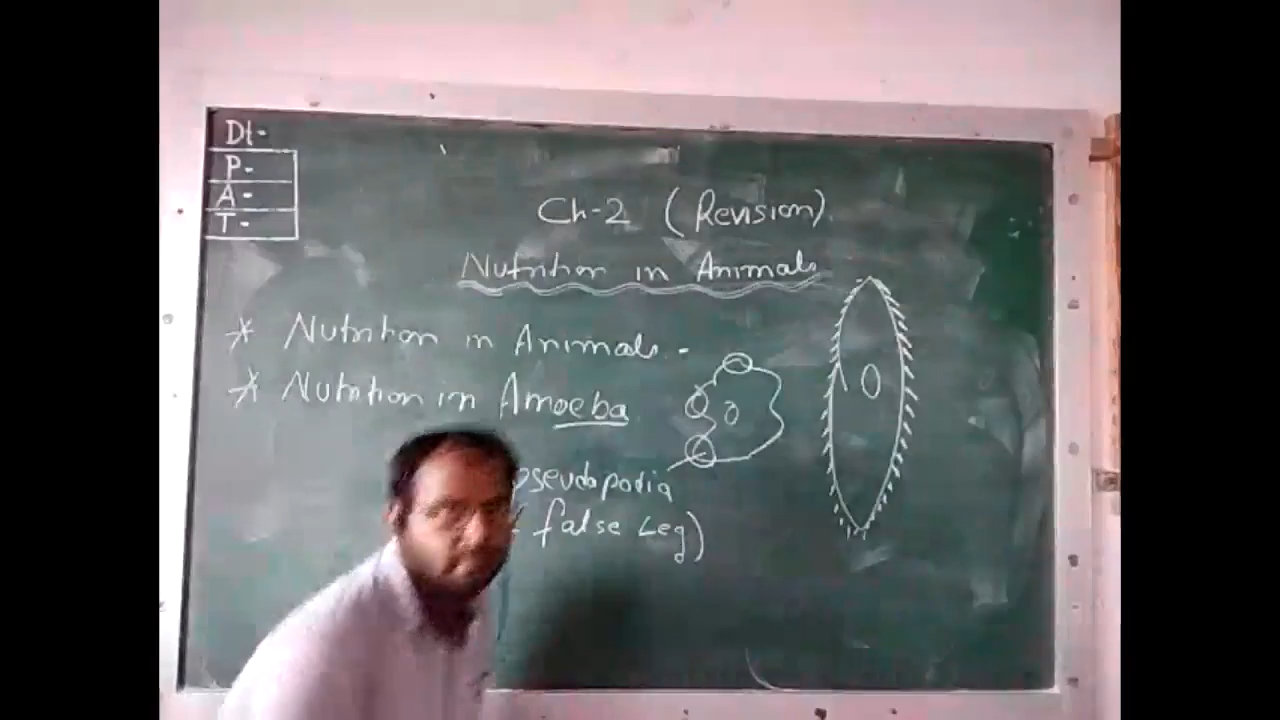 Dt-
P-
A-
T-
Ch-2 (Revision)
Nutrition in Animals
* Nutrition in Animals -
* Nutrition in Amoeba
pseudopodia
false Leg)